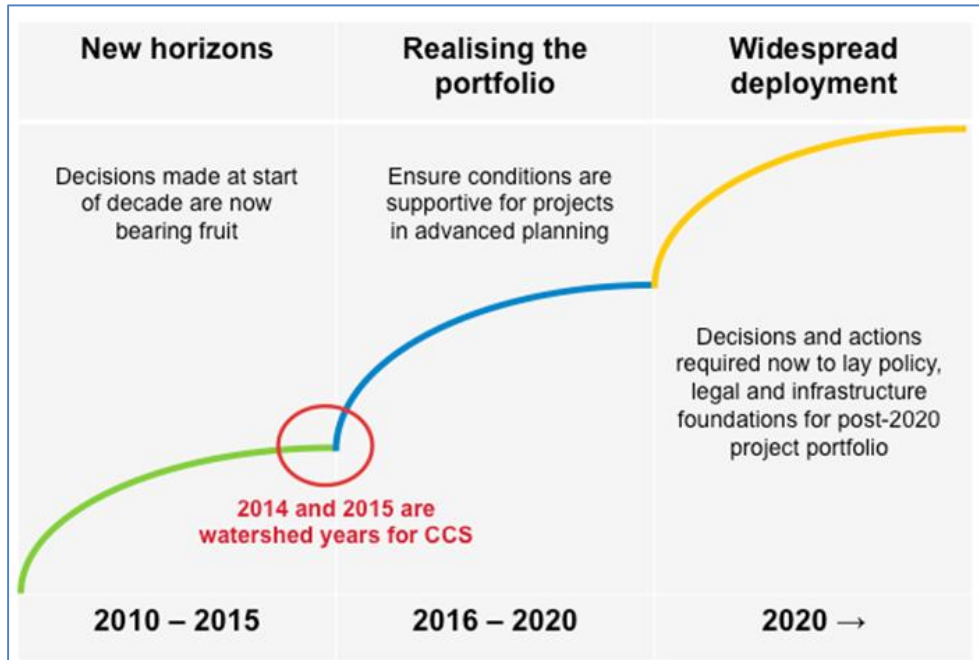 New horizons
Realising the
portfolio
Widespread
deployment
Decisions made at start
of decade are now
bearing fruit
Ensure conditions are
supportive for projects
in advanced planning
Decisions and actions
required now to lay policy,
legal and infrastructure
foundations for post-2020
project portfolio
2014 and 2015 are
watershed years for CCS
2010 – 2015
2016 – 2020
2020 →